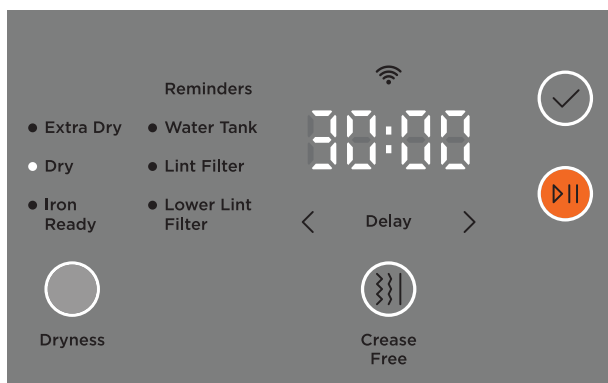 Reminders
Extra Dry
Water Tank
Dry
Lint Filter
Iron
Ready
Lower Lint
Filter
30:00
Delay
Dryness
Crease
Free